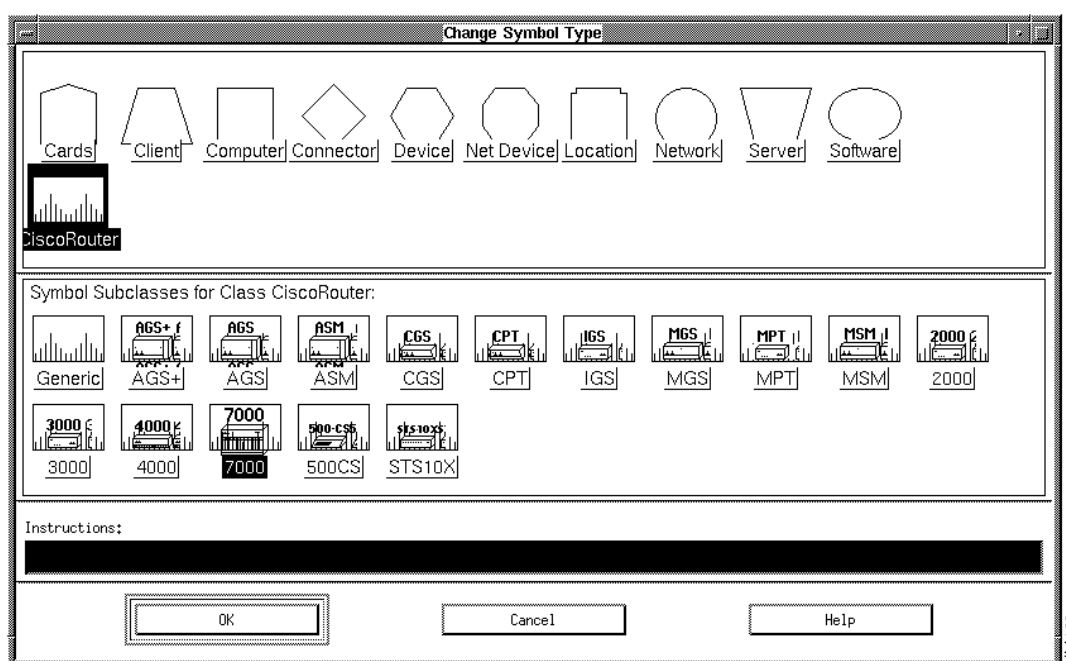 Change Symbol Type
Cards Client Computer Connector Device Net Device Location Network Server Software
CiscoRouter
Symbol Subclasses for Class CiscoRouter:
AGS+ AGS ASM CGS CPT IGS MGS MPT MSM 2000
Generic AGS+ AGS ASM CGS CPT IGS MGS MPT MSM 2000
3000 4000 7000 500-CS STS10X
3000 4000 7000 500CS STS10X
Instructions:
OK Cancel Help